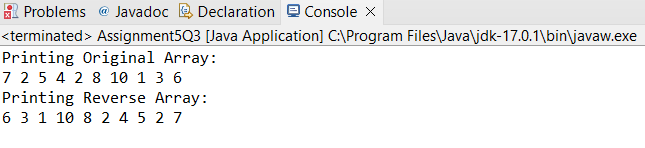 Problems @ Javadoc Declaration Console
<terminated> Assignment5Q3 [Java Application] C:\Program Files\Java\jdk-17.0.1\bin\javaw.exe
Printing Original Array:
7 2 5 4 2 8 10 1 3 6
Printing Reverse Array:
6 3 1 10 8 2 4 5 2 7